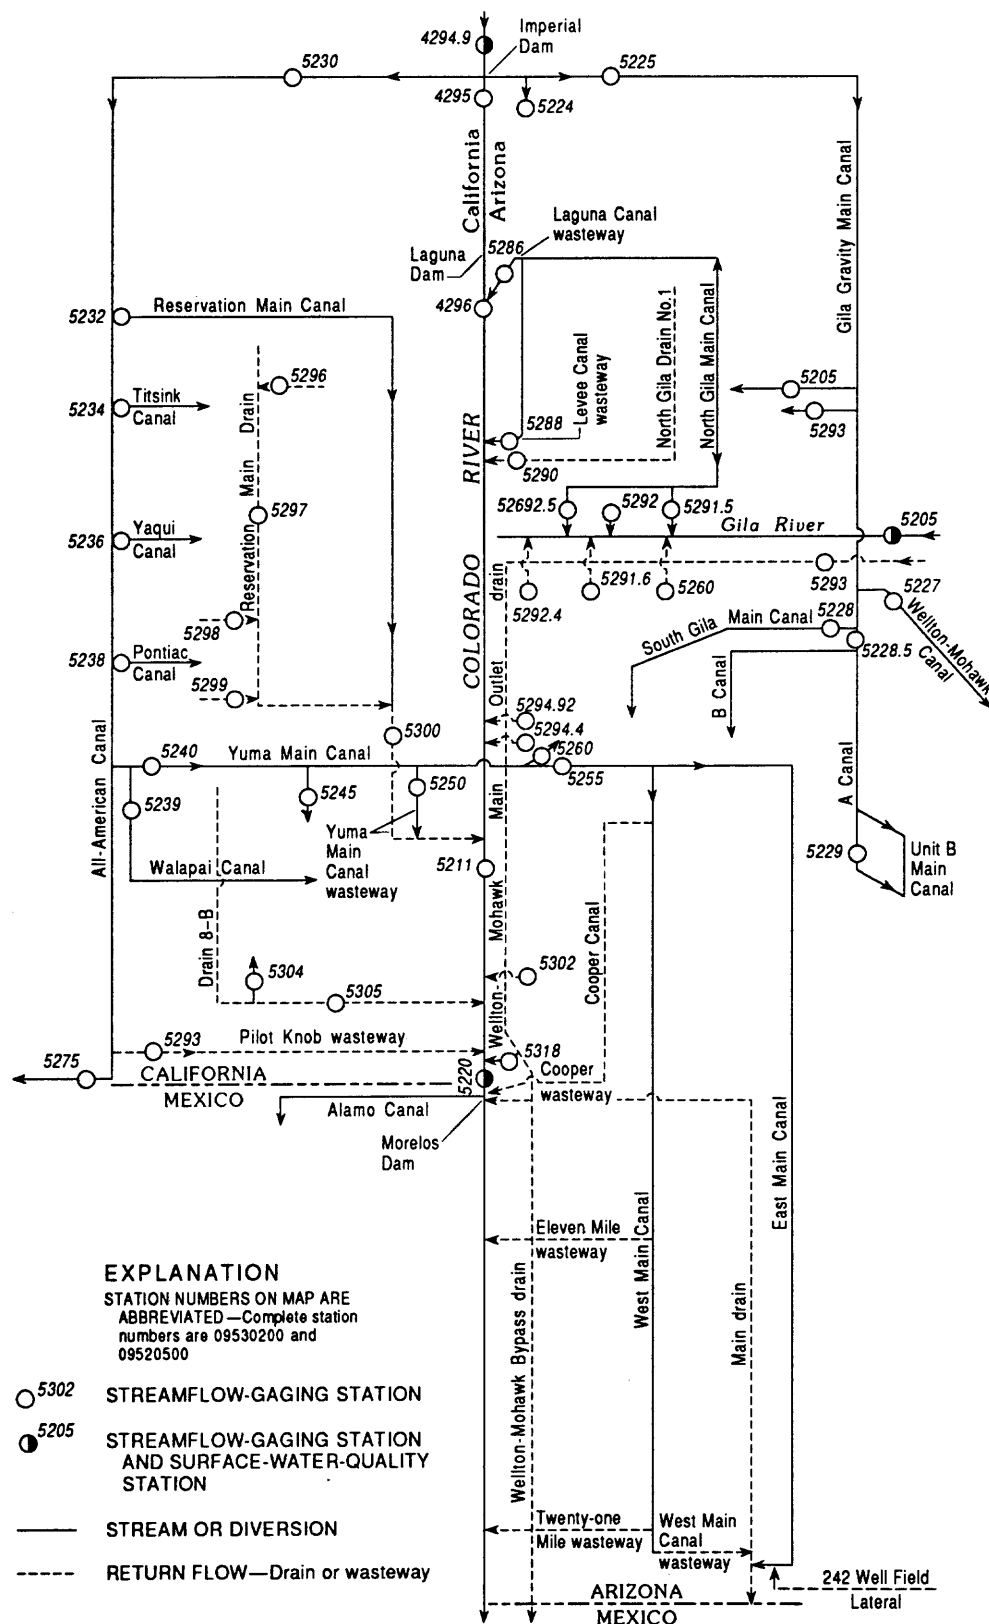 4294.9
Imperial
Dam
5230
5225
4295
5224
California
Arizona
Gila Gravity Main Canal
Laguna Canal
wasteway
5286
Laguna
Dam
4296
5232
Reservation Main Canal
5296
5234
Titsink
Canal
Reservation Main Drain
5297
Levee Canal
wasteway
North Gila Drain No.1
North Gila Main Canal
5205
5293
5288
5290
COLORADO RIVER
52692.5
5292
5291.5
Gila River
5205
5236
Yaqui
Canal
5293
5292.4
5291.6
5260
5227
Wellton-Mohawk
Canal
5298
5228
Main Canal
South Gila
5228.5
5238
Pontiac
Canal
5299
B Canal
5294.92
5294.4
5300
5260
5255
All-American Canal
5240
Yuma Main Canal
5239
5245
5250
A Canal
Yuma
Main
Canal
wasteway
Walapai Canal
5211
5229
Unit B
Main
Canal
Wellton-Mohawk Main Outlet drain
Cooper Canal
Drain 8-B
5304
5305
5302
5293
Pilot Knob wasteway
5318
5275
CALIFORNIA
MEXICO
5220
Cooper
wasteway
Alamo Canal
Morelos
Dam
East Main Canal
West Main Canal
Eleven Mile
wasteway
Wellton-Mohawk Bypass drain
Main drain
EXPLANATION
STATION NUMBERS ON MAP ARE
ABBREVIATED—Complete station
numbers are 09530200 and
09520500
5302
STREAMFLOW-GAGING STATION
5205
STREAMFLOW-GAGING STATION
AND SURFACE-WATER-QUALITY
STATION
STREAM OR DIVERSION
RETURN FLOW—Drain or wasteway
Twenty-one
Mile wasteway
West Main
Canal
wasteway
242 Well Field
Lateral
ARIZONA
MEXICO